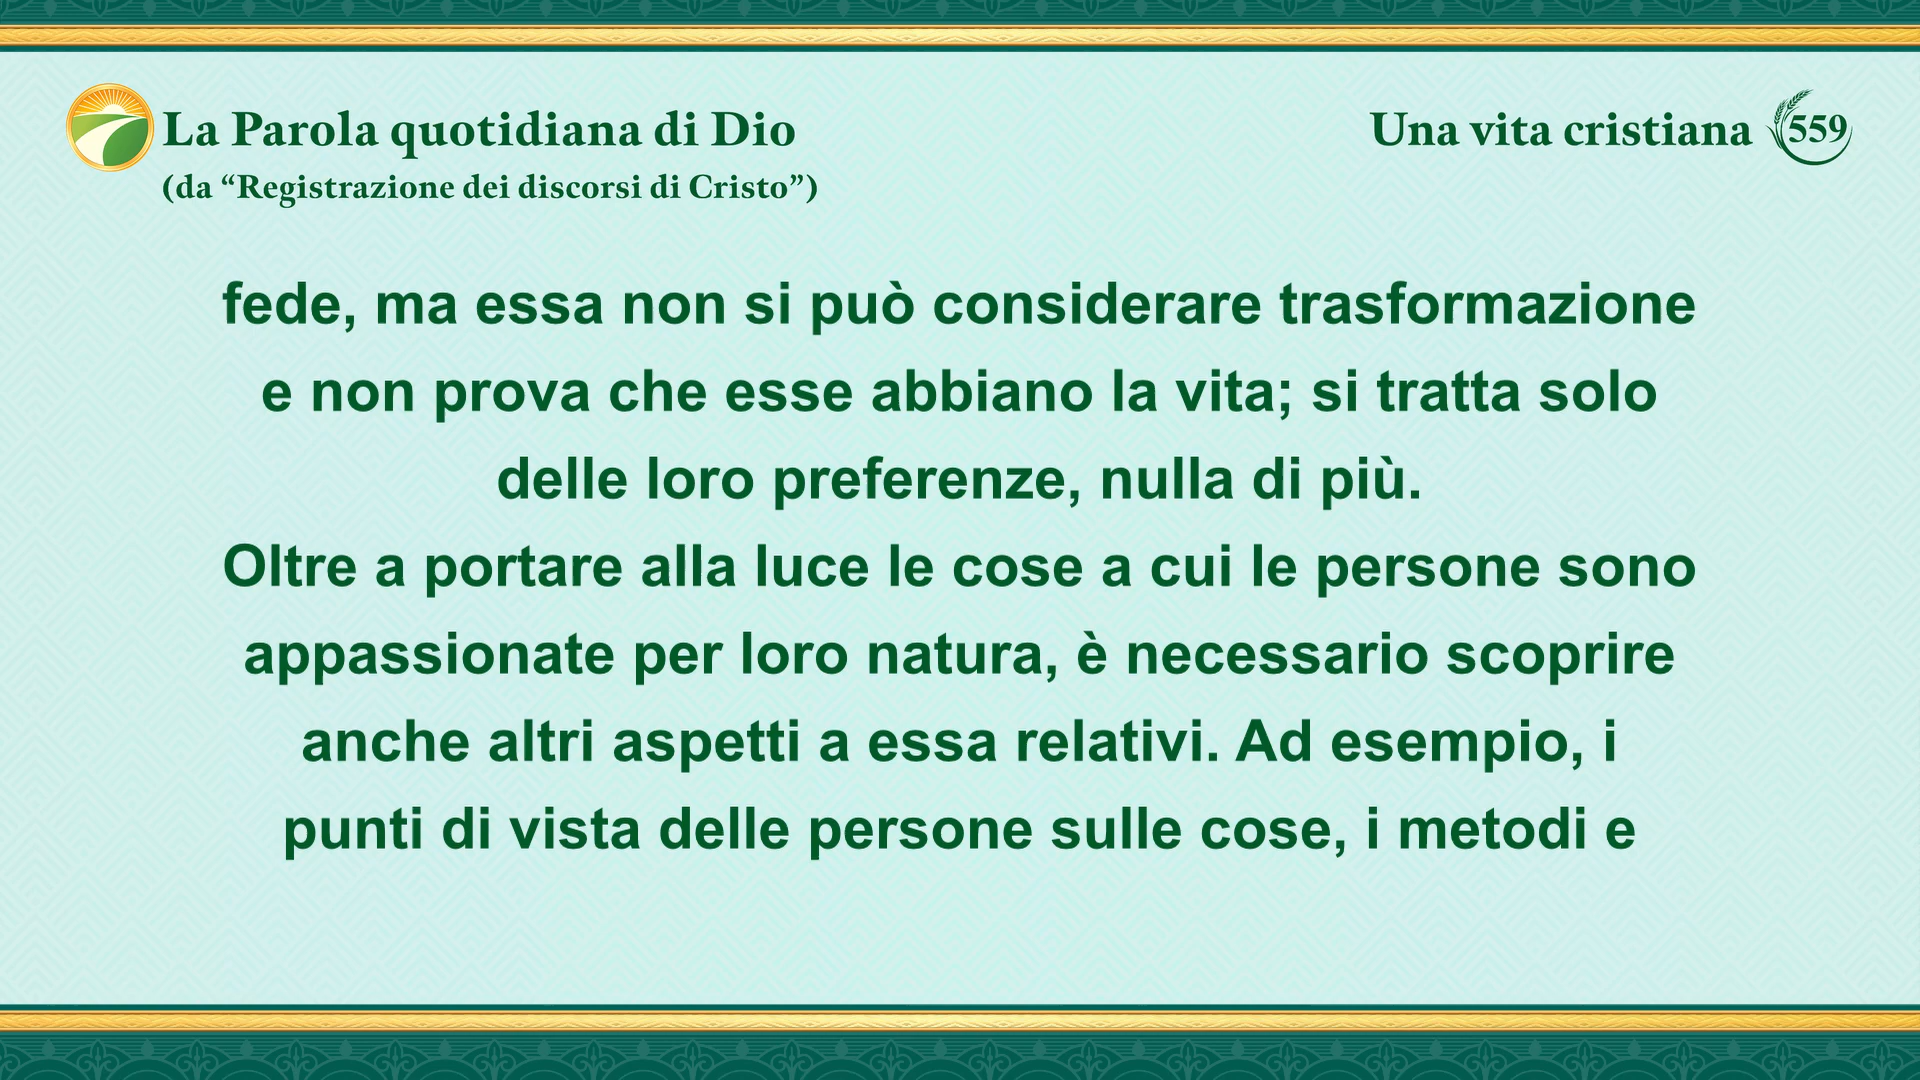 La Parola quotidiana di Dio
(da “Registrazione dei discorsi di Cristo”)
Una vita cristiana 559
fede, ma essa non si può considerare trasformazione
e non prova che esse abbiano la vita; si tratta solo
delle loro preferenze, nulla di più.
Oltre a portare alla luce le cose a cui le persone sono
appassionate per loro natura, è necessario scoprire
anche altri aspetti a essa relativi. Ad esempio, i
punti di vista delle persone sulle cose, i metodi e